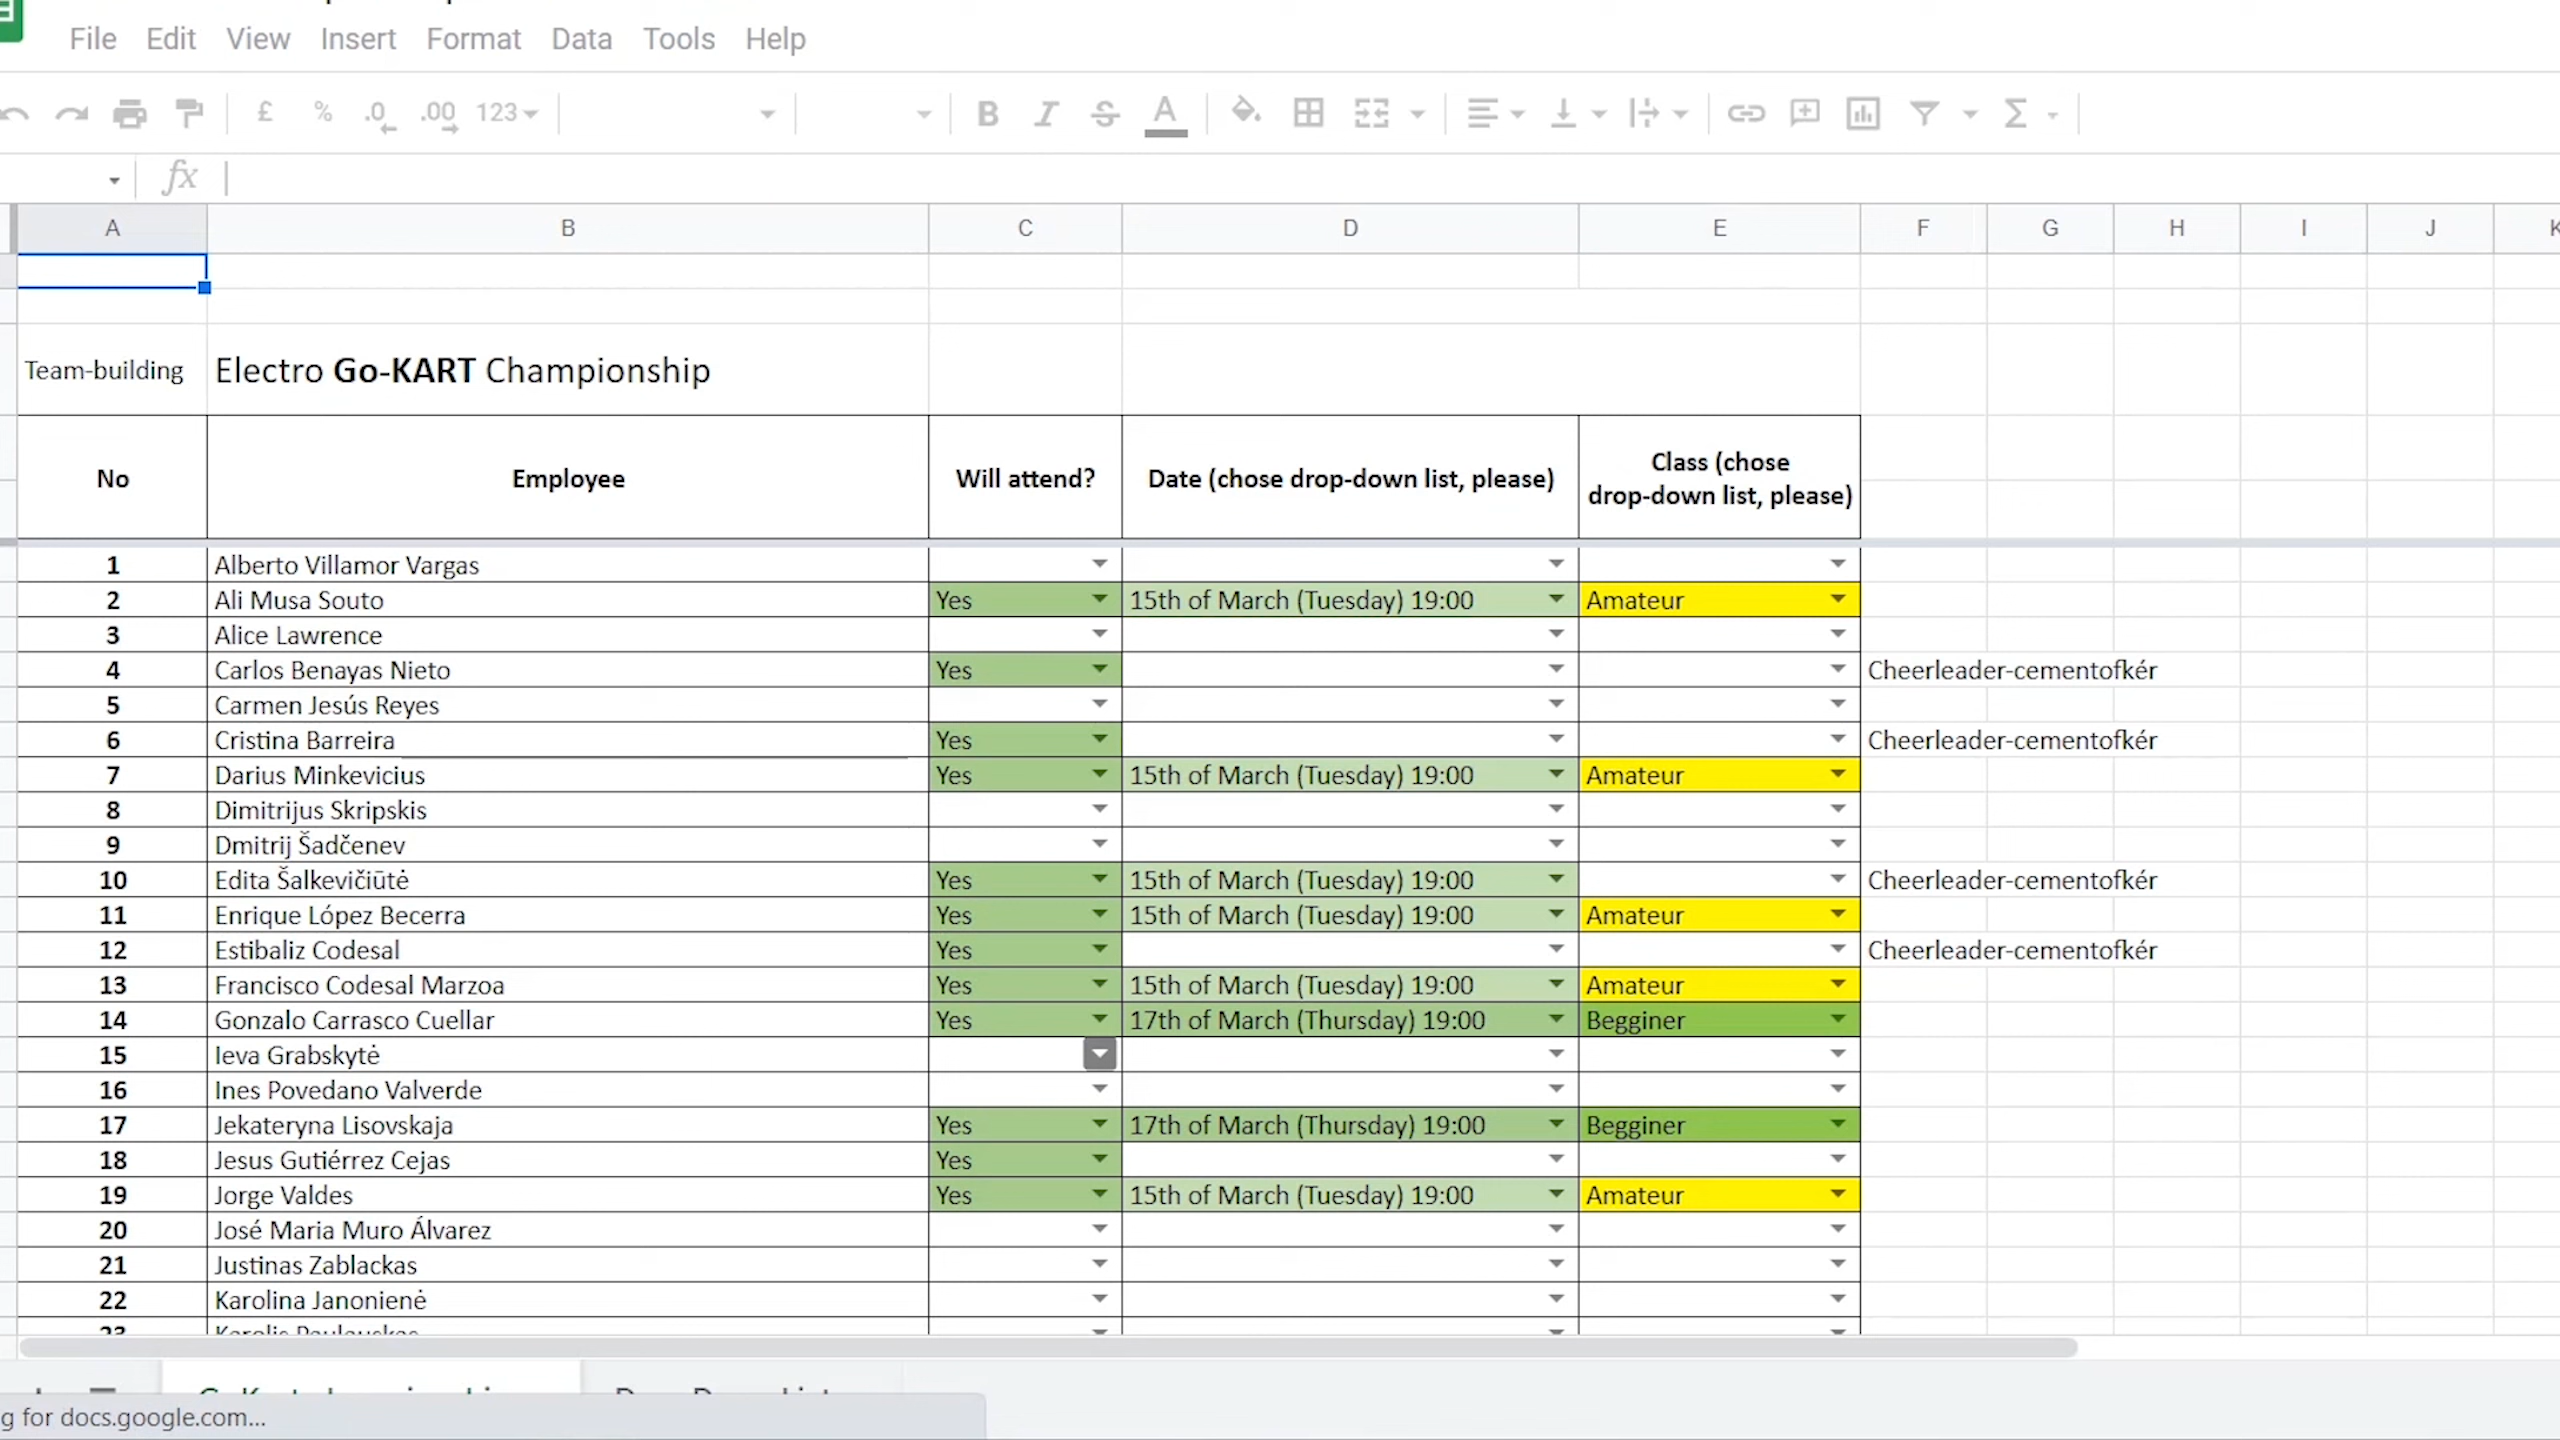 File Edit View Insert Format Data Tools Help
£ % .0 .00 123 B I S A Σ
fx
A B C D E F G H I J K
Team-building Electro Go-KART Championship
No Employee Will attend? Date (chose drop-down list, please) Class (chose
drop-down list, please)
1 Alberto Villamor Vargas
2 Ali Musa Souto Yes 15th of March (Tuesday) 19:00 Amateur
3 Alice Lawrence
4 Carlos Benayas Nieto Yes Cheerleader-cementofkér
5 Carmen Jesús Reyes
6 Cristina Barreira Yes Cheerleader-cementofkér
7 Darius Minkevicius Yes 15th of March (Tuesday) 19:00 Amateur
8 Dimitrijus Skripskis
9 Dmitrij Šadčenev
10 Edita Šalkevičiūtė Yes 15th of March (Tuesday) 19:00 Cheerleader-cementofkér
11 Enrique López Becerra Yes 15th of March (Tuesday) 19:00 Amateur
12 Estibaliz Codesal Yes Cheerleader-cementofkér
13 Francisco Codesal Marzoa Yes 15th of March (Tuesday) 19:00 Amateur
14 Gonzalo Carrasco Cuellar Yes 17th of March (Thursday) 19:00 Begginer
15 Ieva Grabskytė
16 Ines Povedano Valverde
17 Jekateryna Lisovskaja Yes 17th of March (Thursday) 19:00 Begginer
18 Jesus Gutiérrez Cejas Yes
19 Jorge Valdes Yes 15th of March (Tuesday) 19:00 Amateur
20 José Maria Muro Álvarez
21 Justinas Zablackas
22 Karolina Janonienė
23
g for docs.google.com...